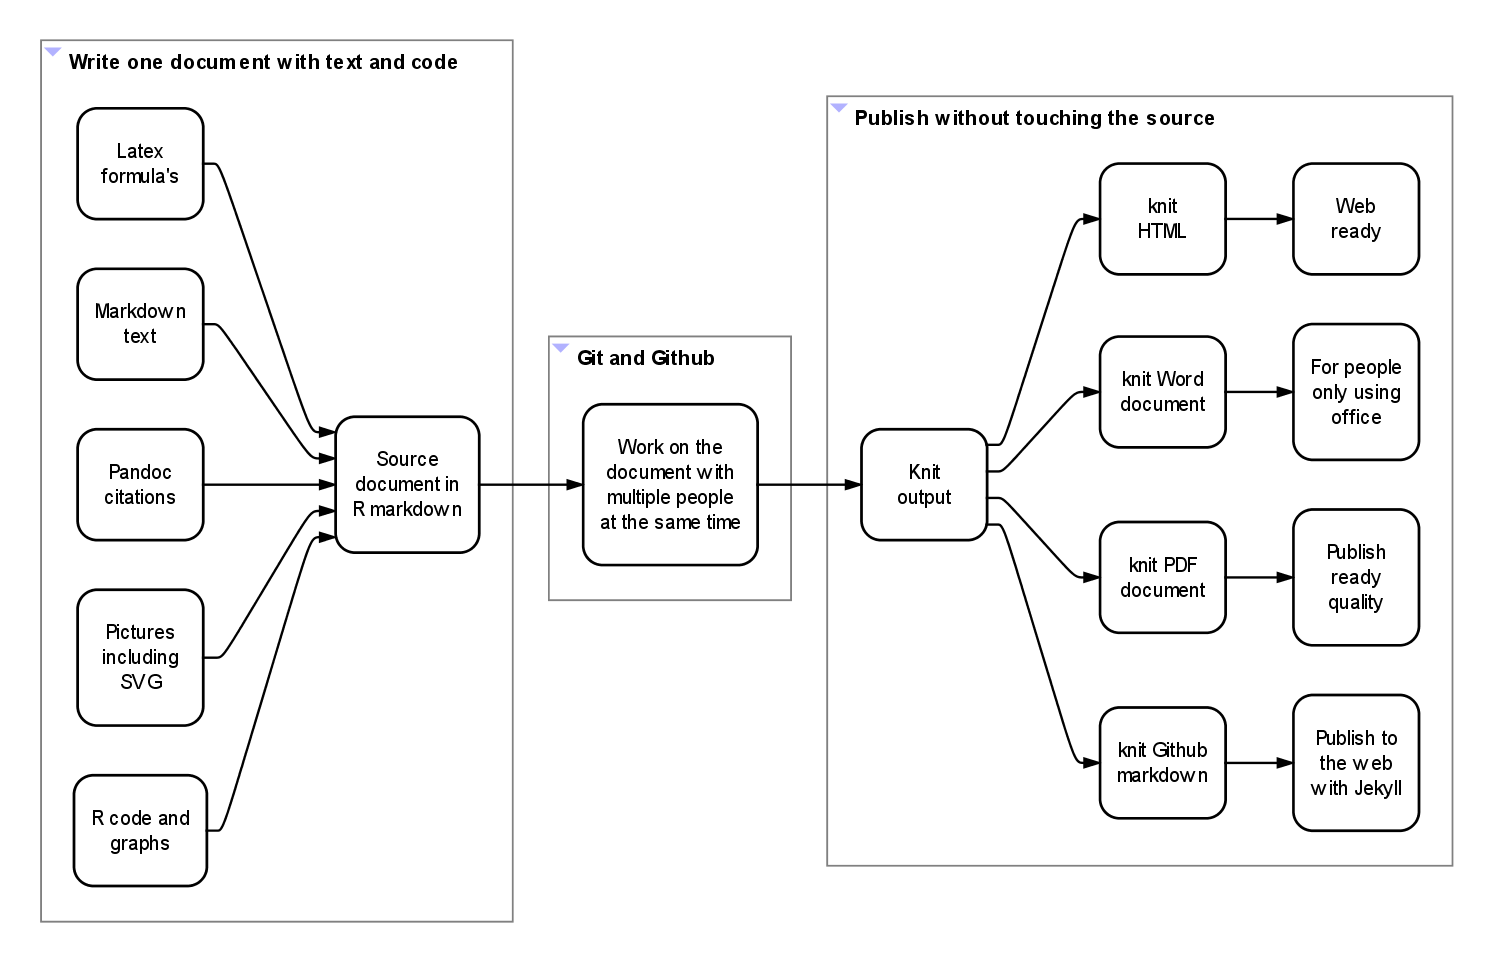 Write one document with text and code
Latex
formula's
Markdown
text
Pandoc
citations
Pictures
including
SVG
R code and
graphs
Source
document in
R markdown
Git and Github
Work on the
document with
multiple people
at the same time
Publish without touching the source
Knit
output
knit
HTML
Web
ready
knit Word
document
For people
only using
office
knit PDF
document
Publish
ready
quality
knit Github
markdown
Publish to
the web
with Jekyll